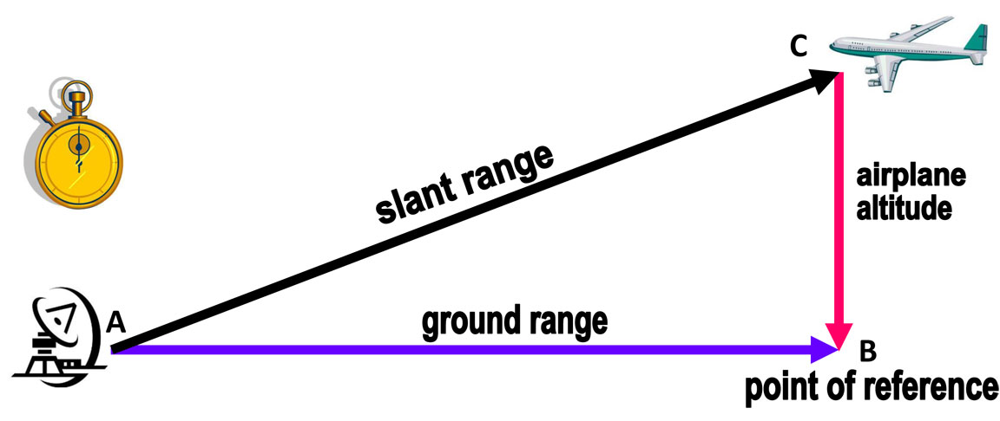 C
slant range
airplane
altitude
A
ground range
B
point of reference